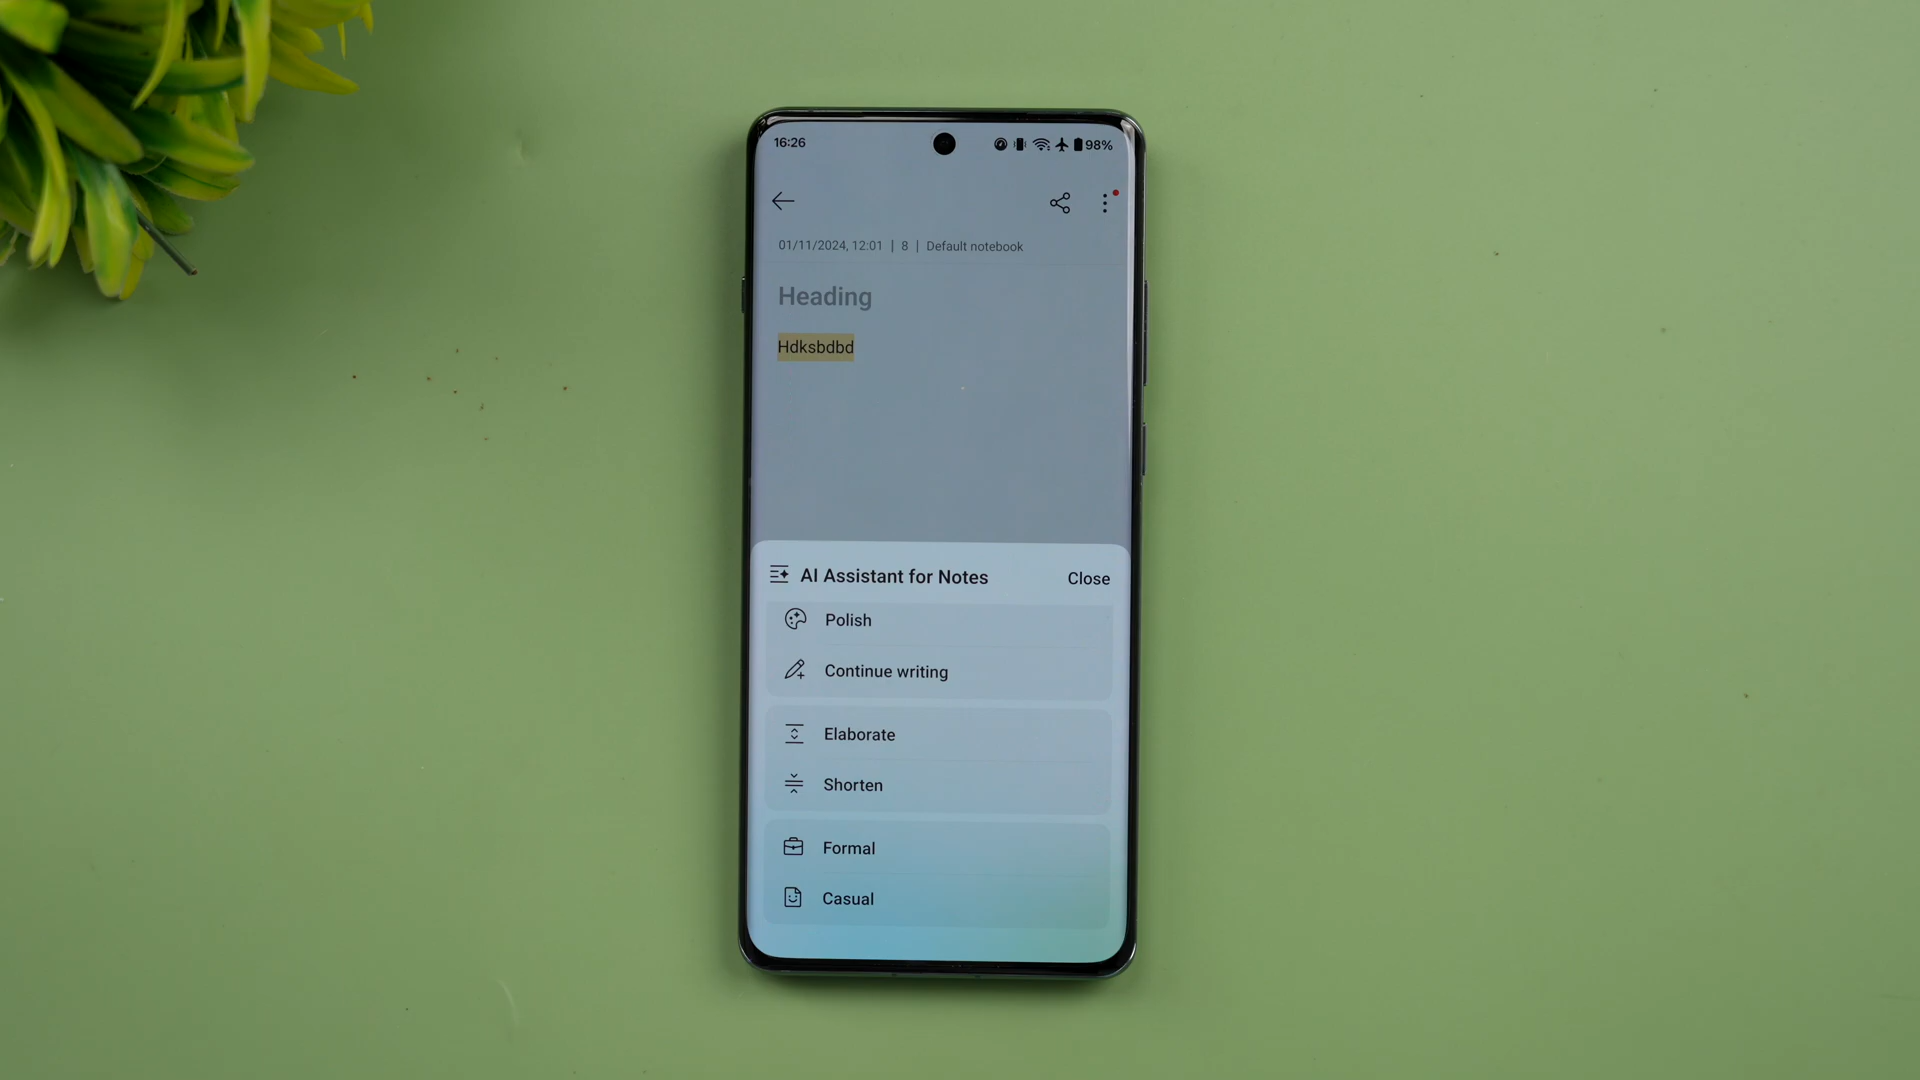 16:26
98%
01/11/2024, 12:01 | 8 | Default notebook
Heading
Hdksbdbd
AI Assistant for Notes
Close
Polish
Continue writing
Elaborate
Shorten
Formal
Casual